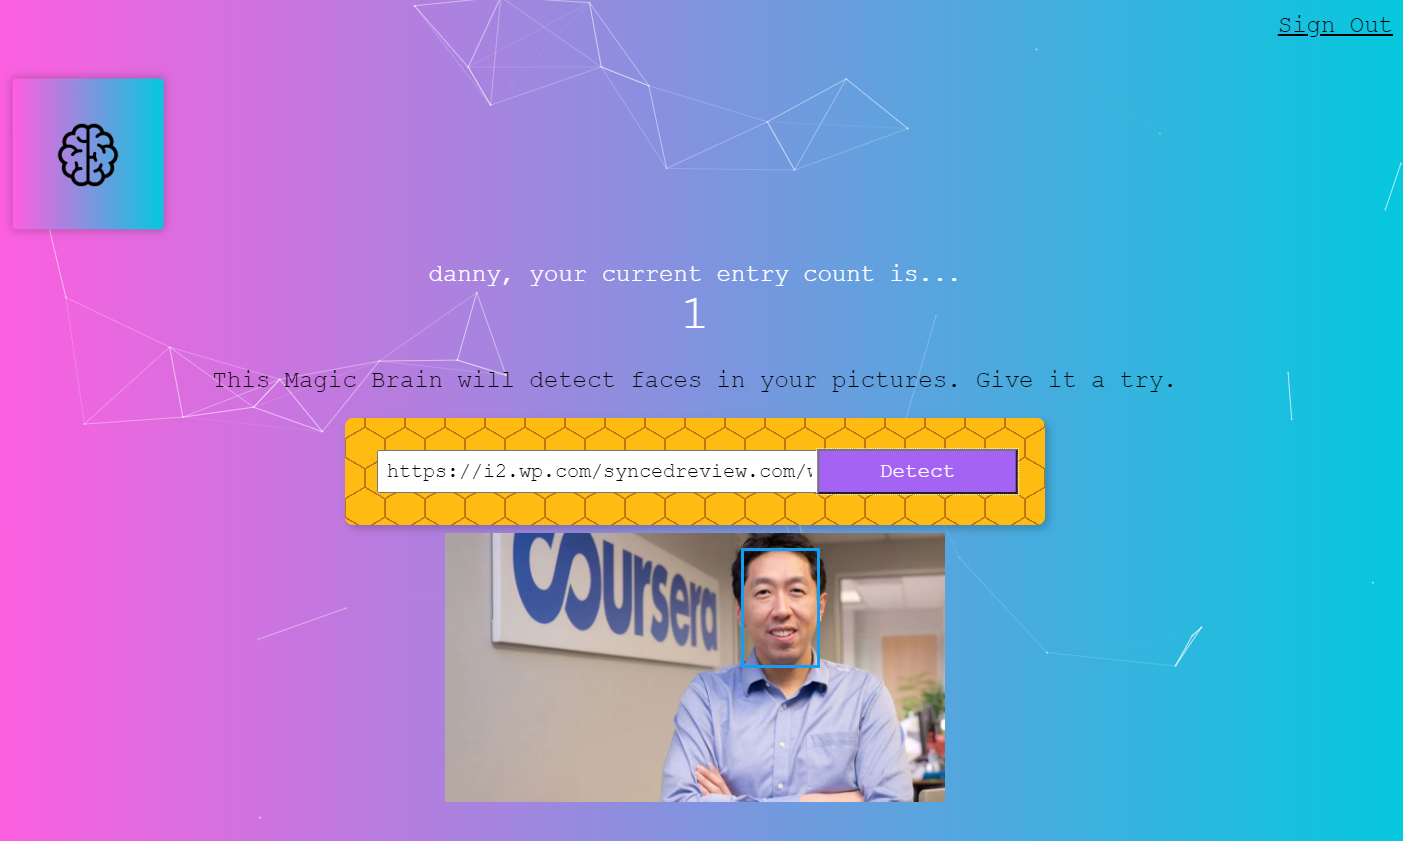 Sign Out
danny, your current entry count is...
1
This Magic Brain will detect faces in your pictures. Give it a try.
https://i2.wp.com/syncedreview.com/w
Detect
coursera